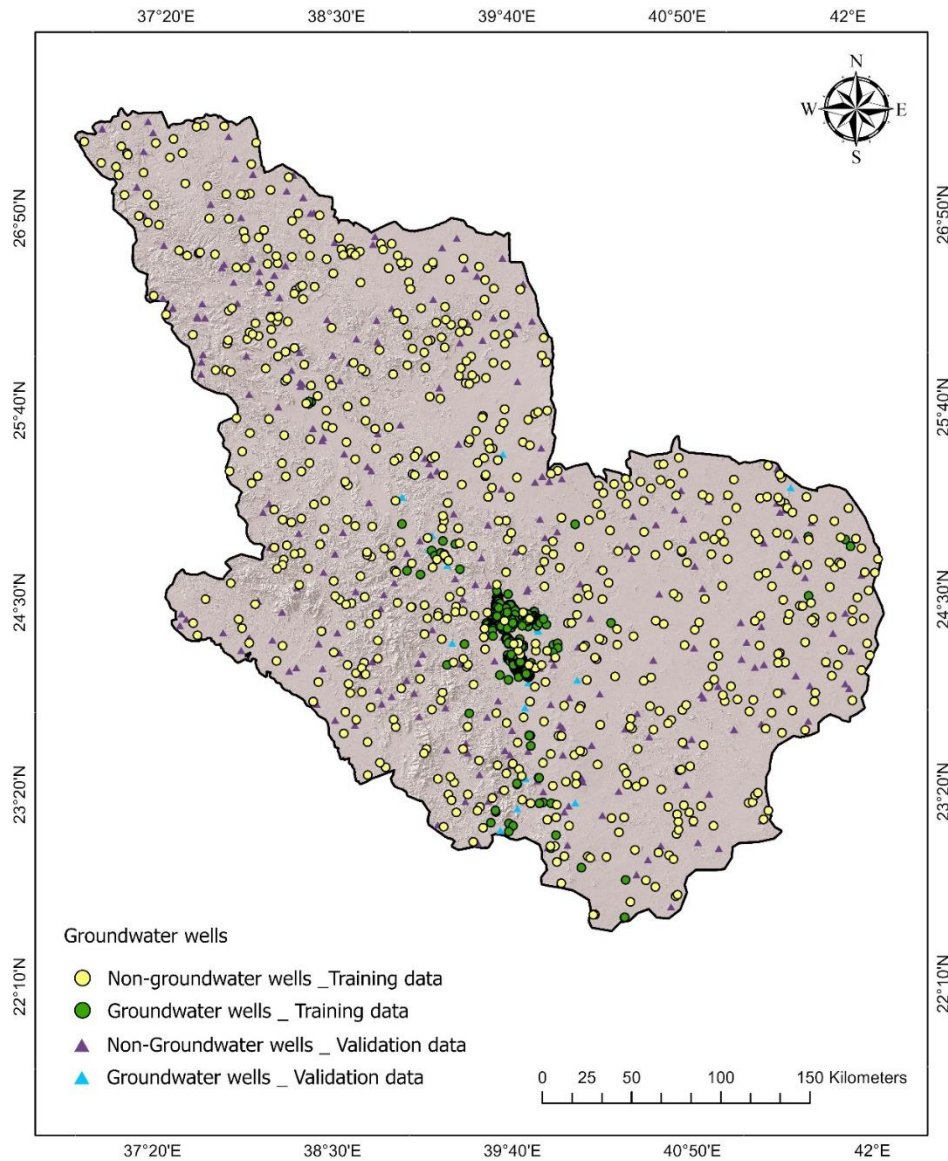 37°20'E 38°30'E 39°40'E 40°50'E 42°E
N
W E
S
26°50'N 26°50'N
25°40'N 25°40'N
24°30'N 24°30'N
23°20'N 23°20'N
22°10'N 22°10'N
Groundwater wells
Non-groundwater wells _Training data
Groundwater wells _ Training data
Non-Groundwater wells _ Validation data
Groundwater wells _ Validation data
0 25 50 100 150 Kilometers
37°20'E 38°30'E 39°40'E 40°50'E 42°E